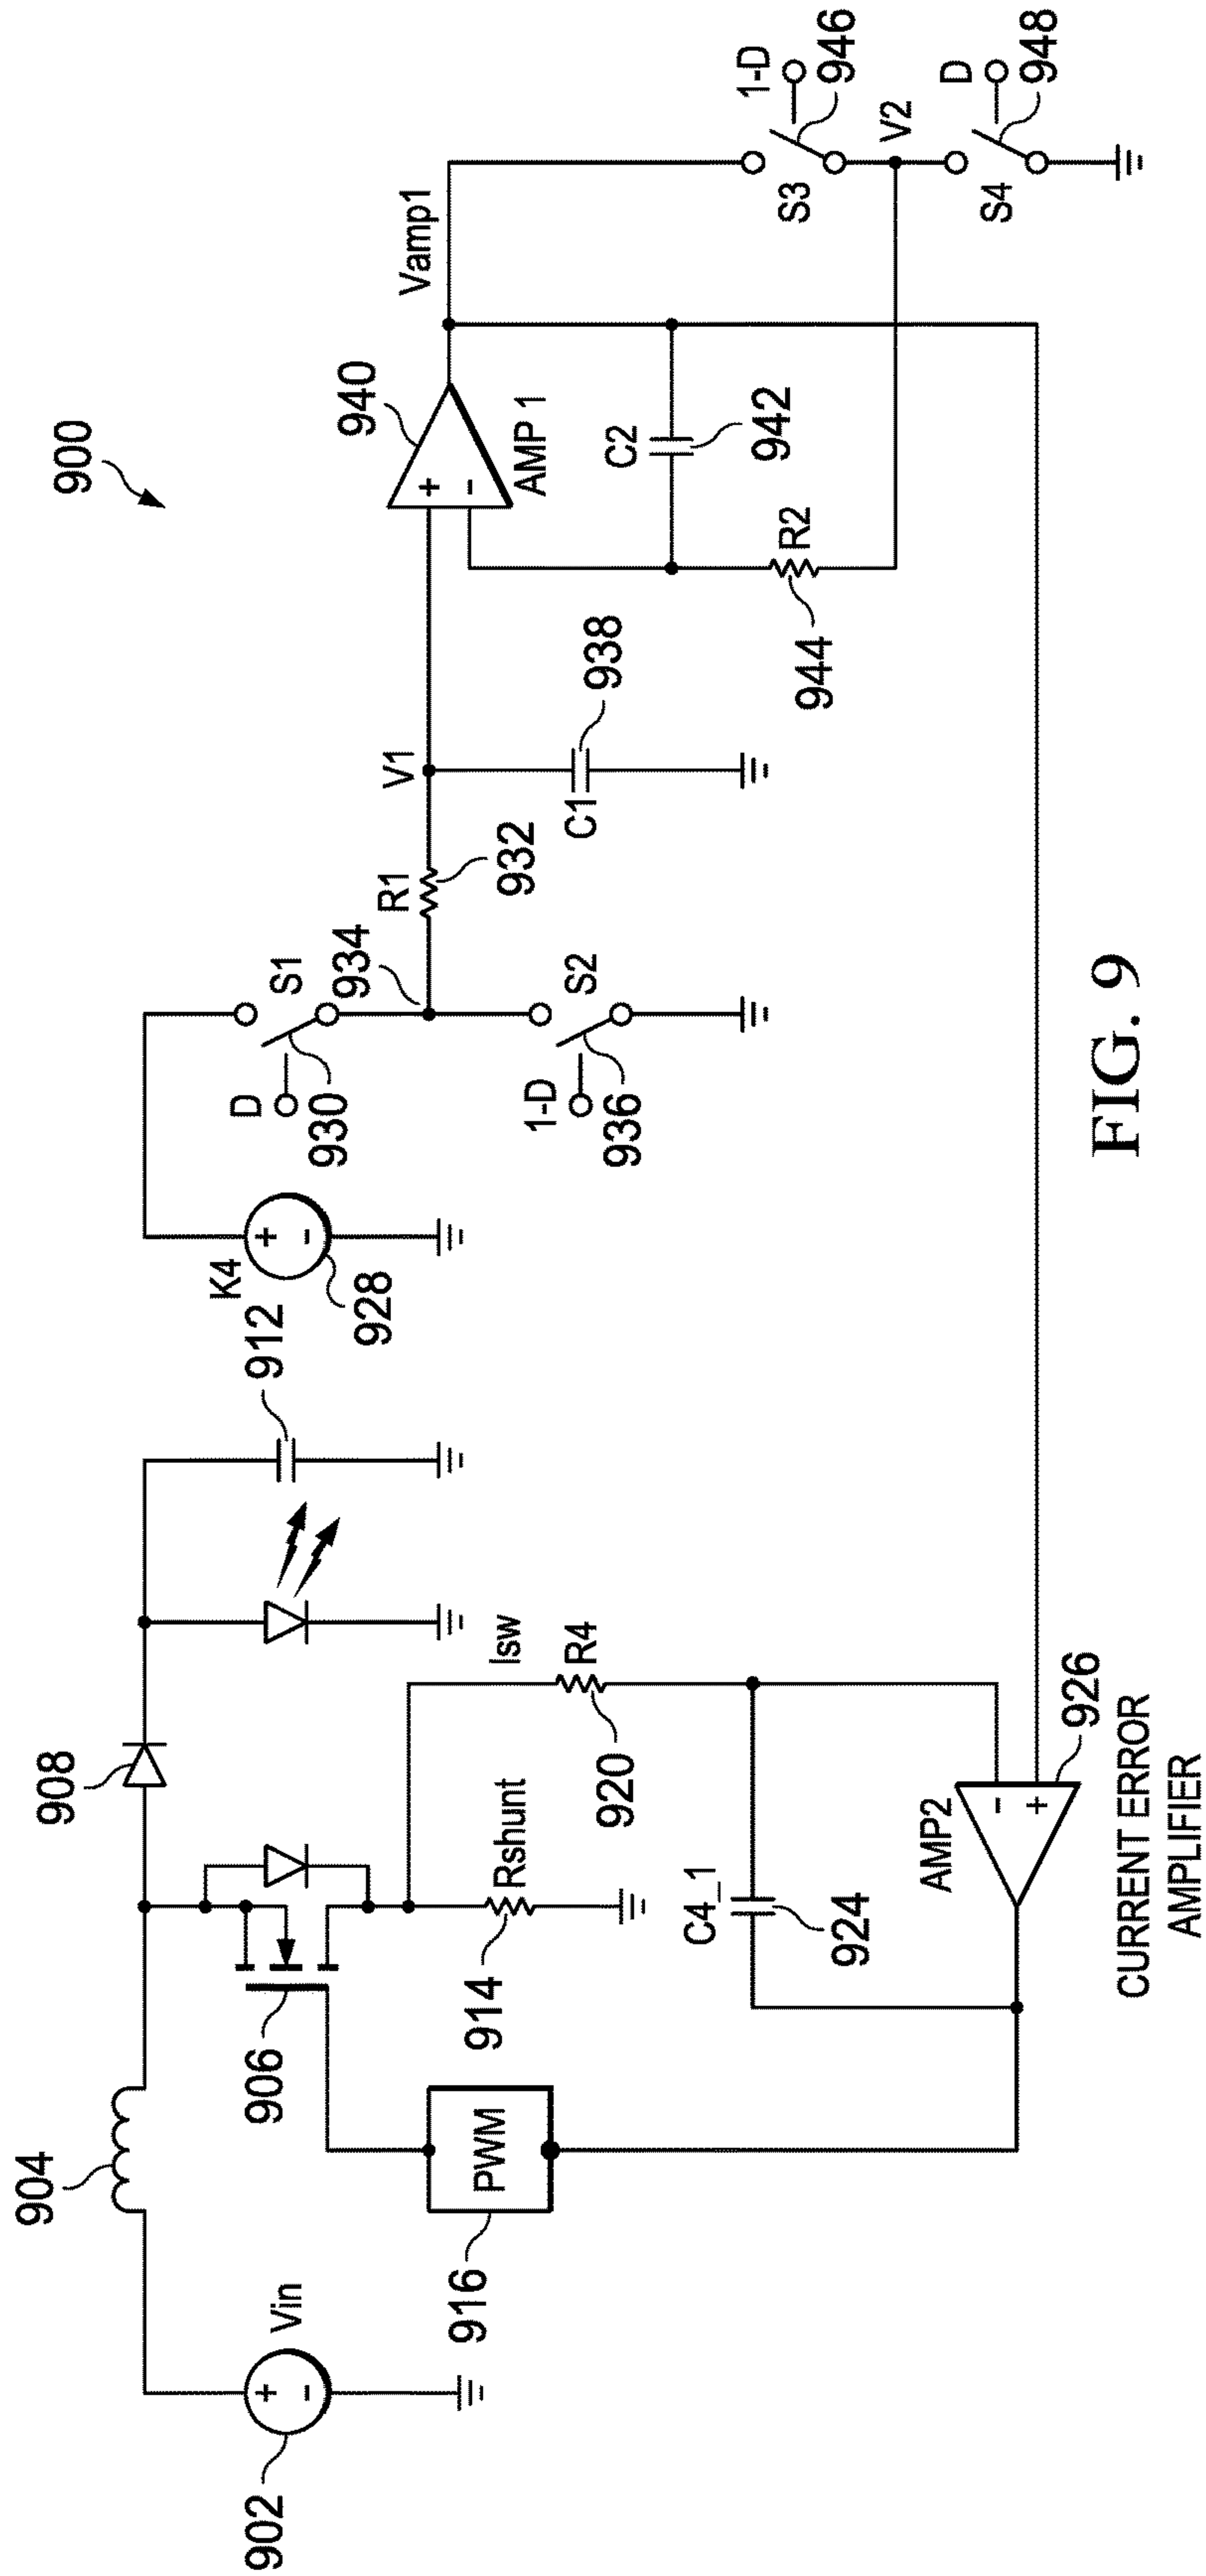 900
902
Vin
904
906
908
912
914
Rshunt
916
PWM
Isw
R4
920
C4_1
924
AMP2
926
CURRENT ERROR
AMPLIFIER
K4
928
D
930
S1
934
1-D
936
S2
R1
932
V1
C1
938
940
AMP 1
+
-
+
-
+
-
+
-
Vamp1
C2
942
R2
944
S3
1-D
946
V2
S4
D
948
FIG. 9